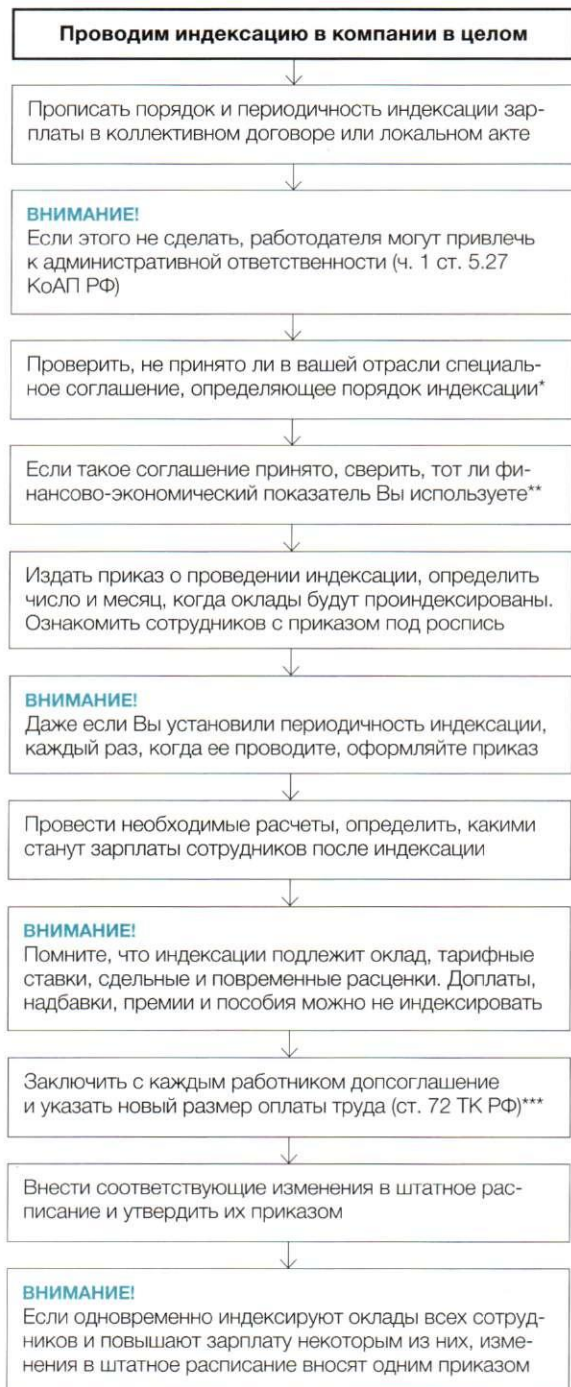 Проводим индексацию в компании в целом
Прописать порядок и периодичность индексации зар-
платы в коллективном договоре или локальном акте
ВНИМАНИЕ!
Если этого не сделать, работодателя могут привлечь
к административной ответственности (ч. 1 ст. 5.27
КоАП РФ)
Проверить, не принято ли в вашей отрасли специаль-
ное соглашение, определяющее порядок индексации*
Если такое соглашение принято, сверить, тот ли фи-
нансово-экономический показатель Вы используете**
Издать приказ о проведении индексации, определить
число и месяц, когда оклады будут проиндексированы.
Ознакомить сотрудников с приказом под роспись
ВНИМАНИЕ!
Даже если Вы установили периодичность индексации,
каждый раз, когда ее проводите, оформляйте приказ
Провести необходимые расчеты, определить, какими
станут зарплаты сотрудников после индексации
ВНИМАНИЕ!
Помните, что индексации подлежит оклад, тарифные
ставки, сдельные и повременные расценки. Доплаты,
надбавки, премии и пособия можно не индексировать
Заключить с каждым работником допсоглашение
и указать новый размер оплаты труда (ст. 72 ТК РФ)***
Внести соответствующие изменения в штатное рас-
писание и утвердить их приказом
ВНИМАНИЕ!
Если одновременно индексируют оклады всех сотруд-
ников и повышают зарплату некоторым из них, изме-
нения в штатное расписание вносят одним приказом